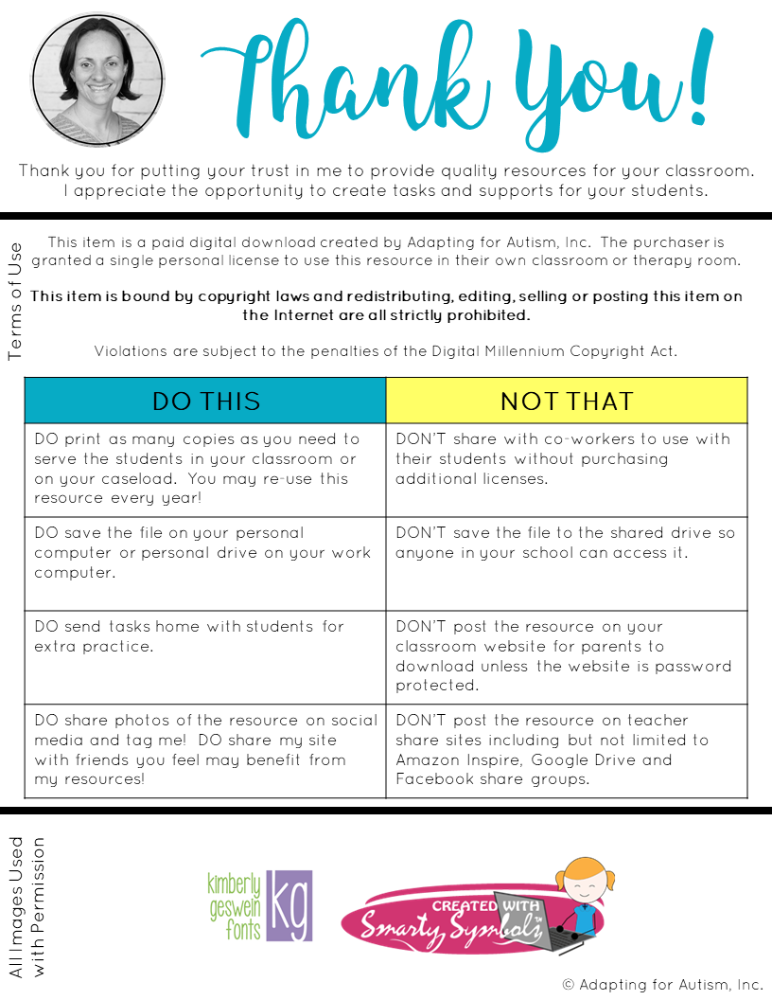 Thank You!
Thank you for putting your trust in me to provide quality resources for your classroom.
I appreciate the opportunity to create tasks and supports for your students.
Terms of Use
This item is a paid digital download created by Adapting for Autism, Inc.  The purchaser is
granted a single personal license to use this resource in their own classroom or therapy room.
This item is bound by copyright laws and redistributing, editing, selling or posting this item on
the Internet are all strictly prohibited.
Violations are subject to the penalties of the Digital Millennium Copyright Act.
DO THIS
NOT THAT
DO print as many copies as you need to
serve the students in your classroom or
on your caseload.  You may re-use this
resource every year!
DON'T share with co-workers to use with
their students without purchasing
additional licenses.
DO save the file on your personal
computer or personal drive on your work
computer.
DON'T save the file to the shared drive so
anyone in your school can access it.
DO send tasks home with students for
extra practice.
DON'T post the resource on your
classroom website for parents to
download unless the website is password
protected.
DO share photos of the resource on social
media and tag me!  DO share my site
with friends you feel may benefit from
my resources!
DON'T post the resource on teacher
share sites including but not limited to
Amazon Inspire, Google Drive and
Facebook share groups.
All Images Used
with Permission
kimberly
geswein
fonts
kg
CREATED WITH
Smarty Symbols™
© Adapting for Autism, Inc.